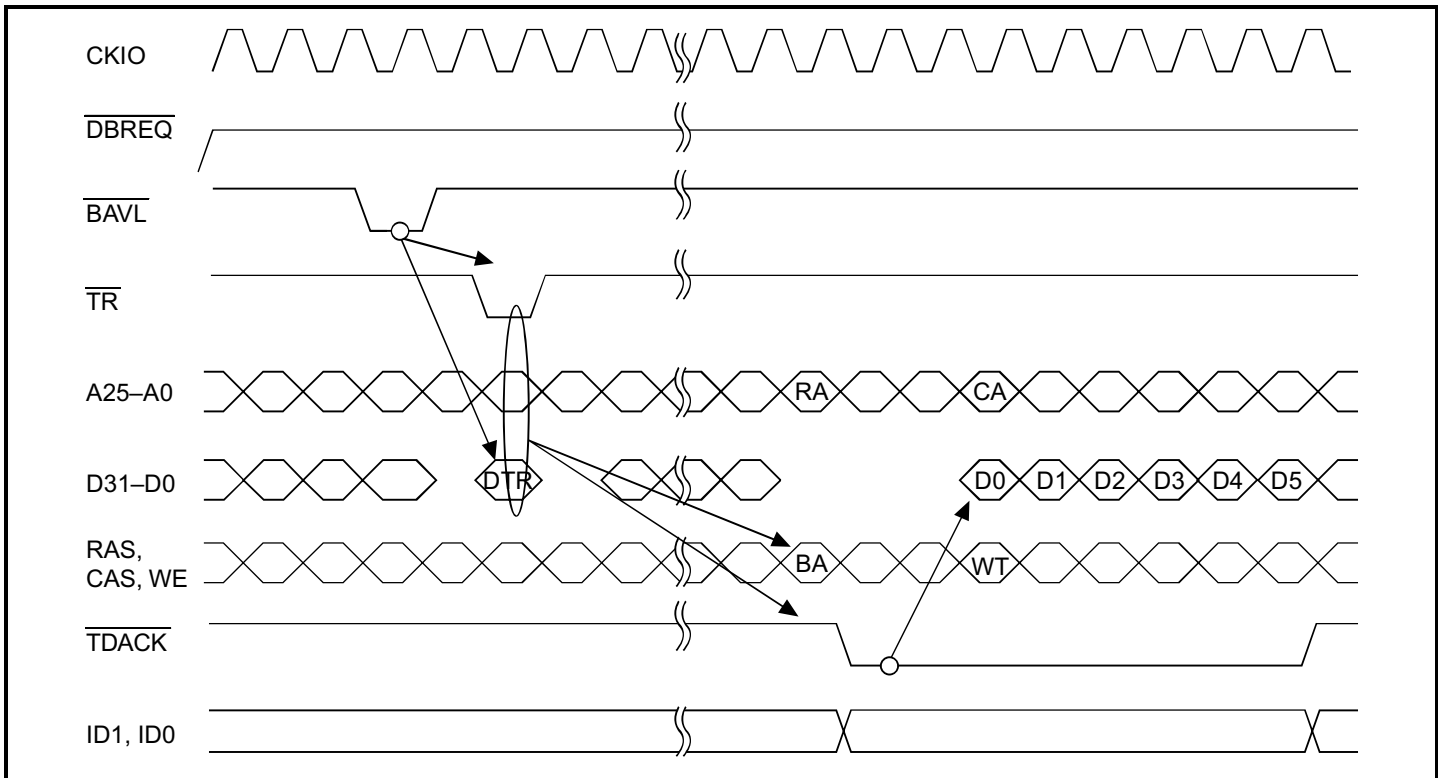 CKIO
DBREQ
BAVL
TR
A25–A0
RA
CA
D31–D0
DTR
D0 D1 D2 D3 D4 D5
RAS,
CAS, WE
BA
WT
TDACK
ID1, ID0